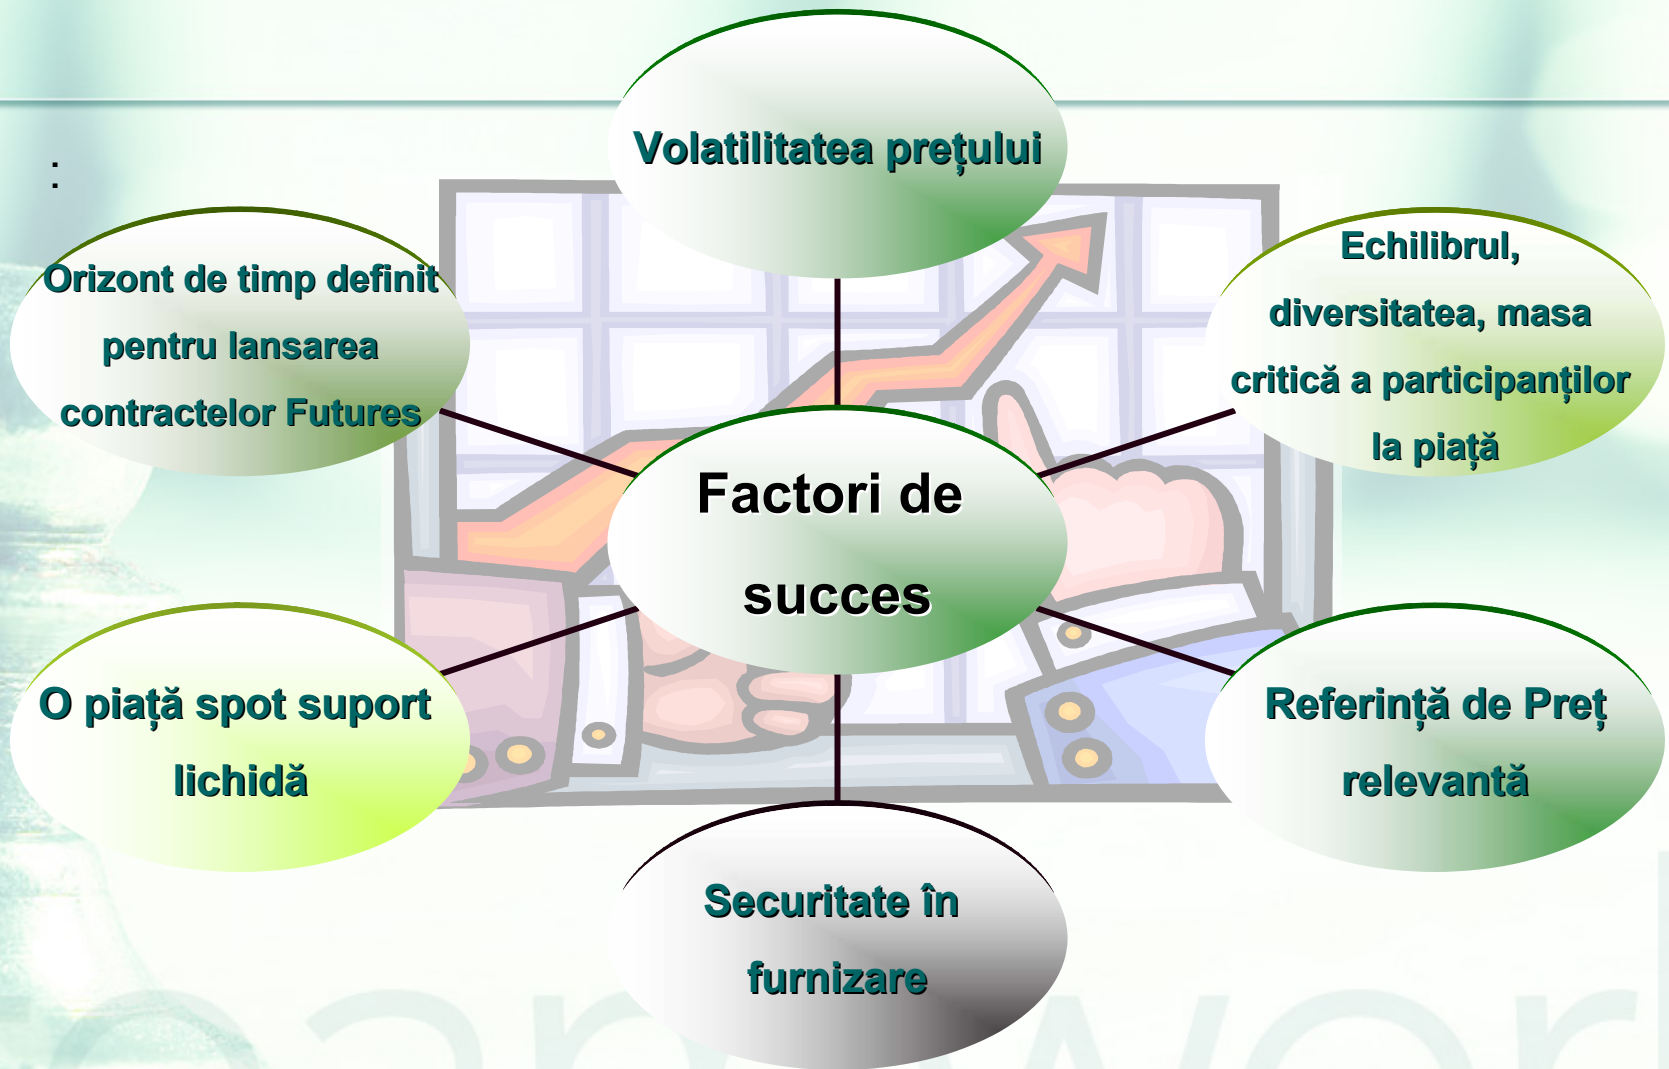 Volatilitatea prețului
:
Orizont de timp definit
pentru lansarea
contractelor Futures
Echilibrul,
diversitatea, masa
critică a participanților
la piață
Factori de
succes
O piață spot suport
lichidă
Referință de Preț
relevantă
Securitate în
furnizare